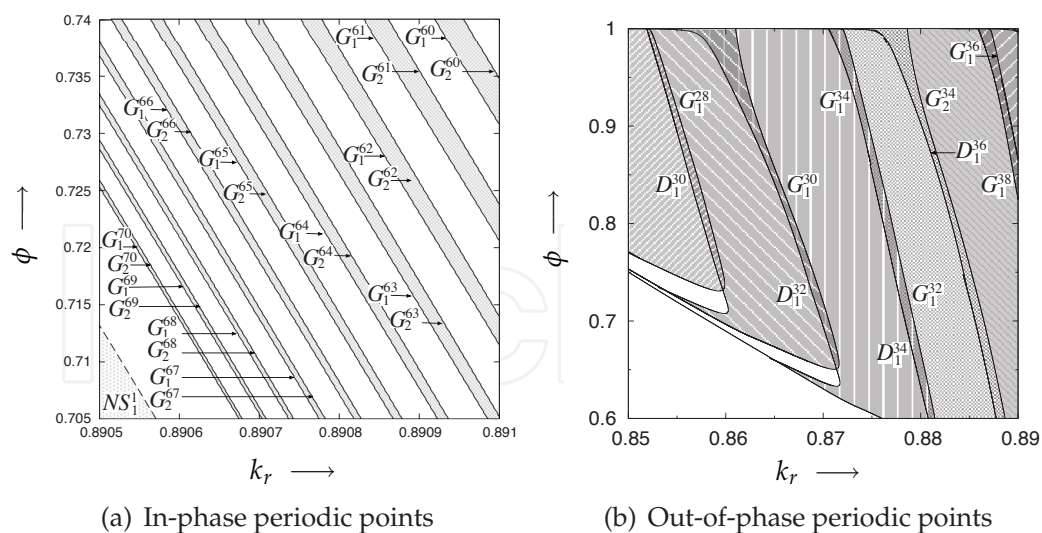 0.74
0.735
0.73
0.725
0.72
0.715
0.71
0.705
ϕ ⟶
G_1^{61}
G_2^{61}
G_1^{60}
G_2^{60}
G_1^{66}
G_2^{66}
G_1^{65}
G_2^{65}
G_1^{62}
G_2^{62}
G_1^{64}
G_2^{64}
G_1^{63}
G_2^{63}
G_1^{70}
G_2^{70}
G_1^{69}
G_2^{69}
G_1^{68}
G_2^{68}
G_1^{67}
G_2^{67}
NS_1^1
0.8905 0.8906 0.8907 0.8908 0.8909 0.891
k_r ⟶
(a) In-phase periodic points
1
0.9
0.8
0.7
0.6
ϕ ⟶
G_1^{36}
G_1^{28}
G_1^{34}
G_2^{34}
D_1^{36}
D_1^{30}
G_1^{30}
G_1^{38}
D_1^{32}
G_1^{32}
D_1^{34}
0.85 0.86 0.87 0.88 0.89
k_r ⟶
(b) Out-of-phase periodic points